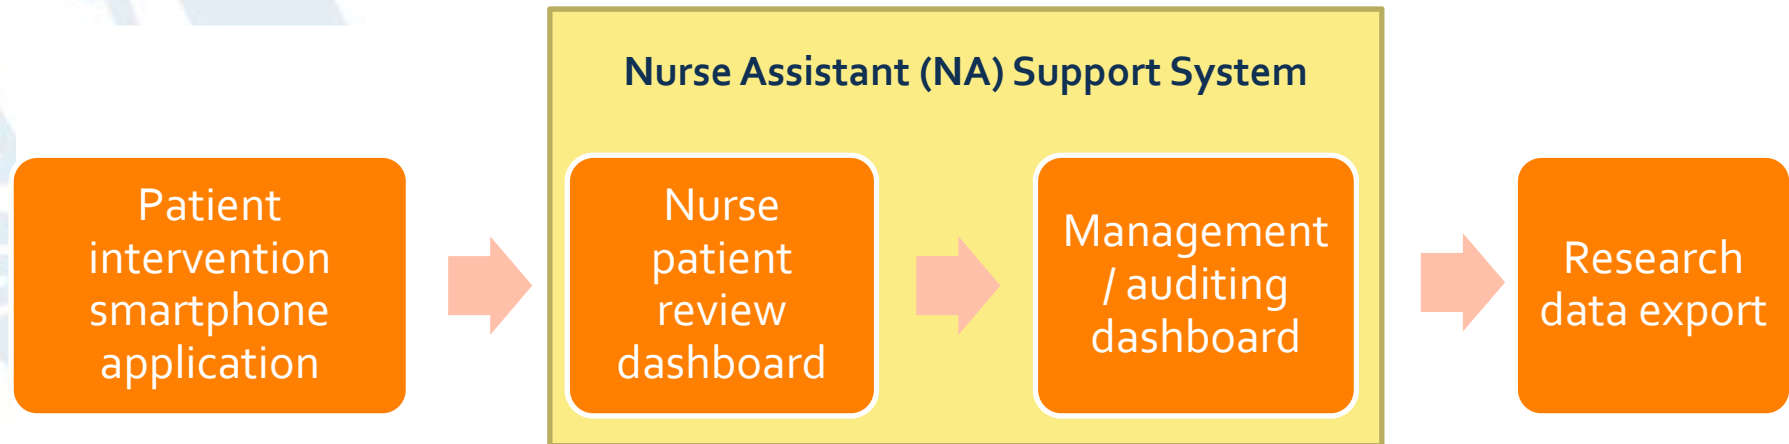 Nurse Assistant (NA) Support System
Patient
intervention
smartphone
application
Nurse
patient
review
dashboard
Management
/ auditing
dashboard
Research
data export